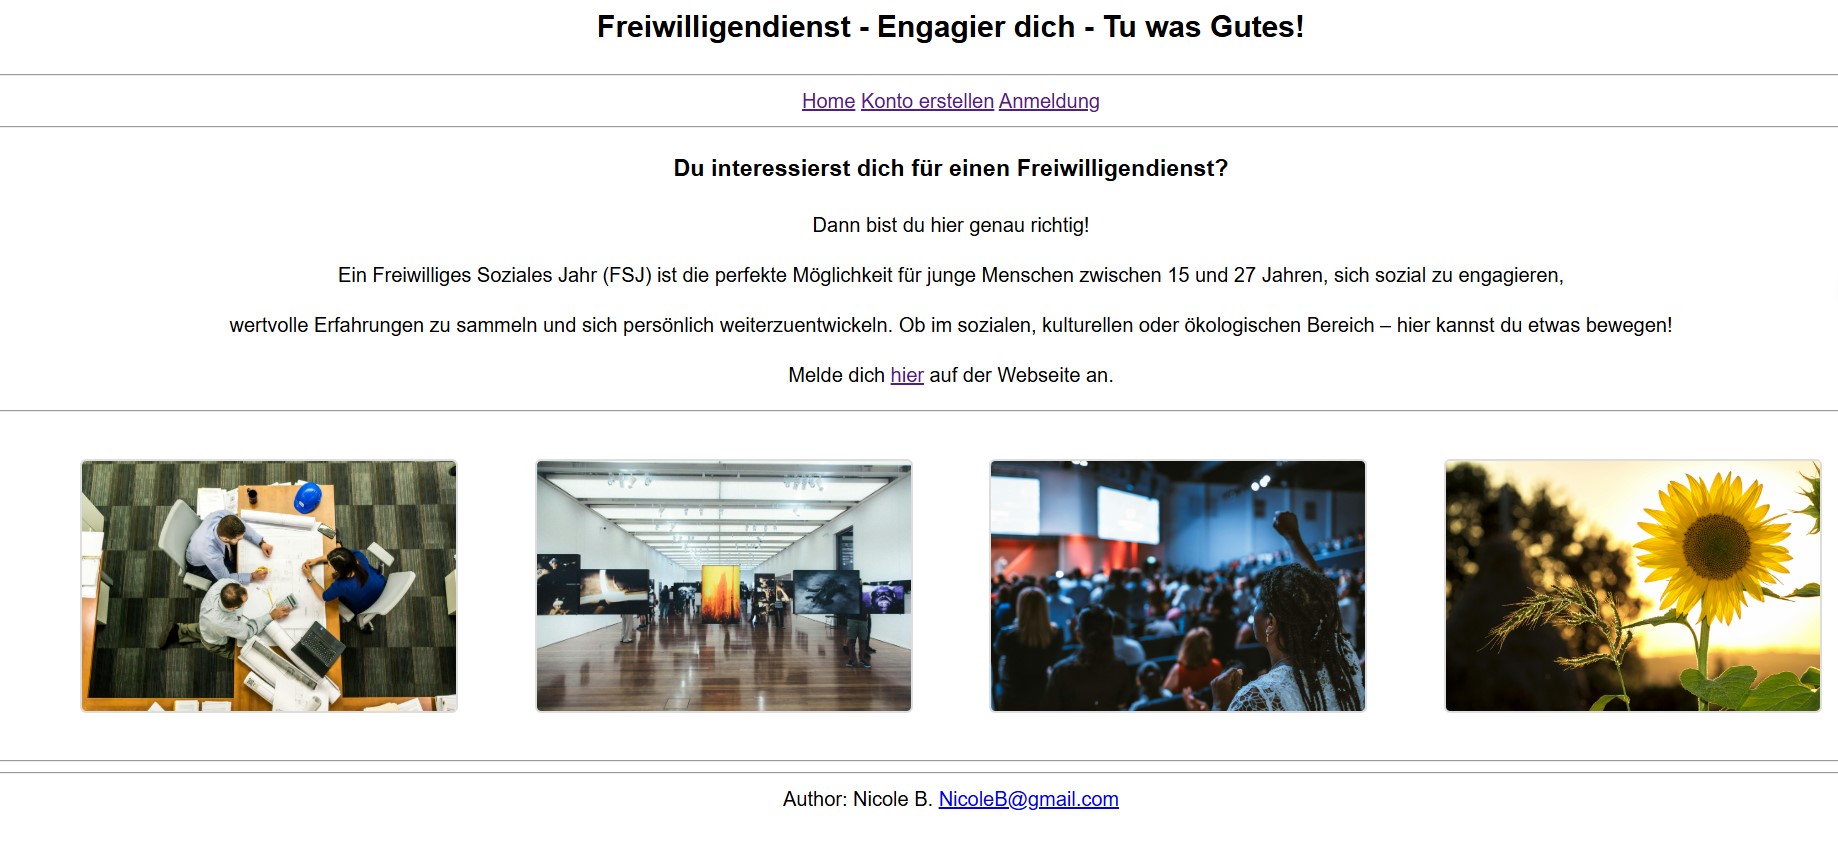 Freiwilligendienst - Engagier dich - Tu was Gutes!
Home Konto erstellen Anmeldung
Du interessierst dich für einen Freiwilligendienst?
Dann bist du hier genau richtig!
Ein Freiwilliges Soziales Jahr (FSJ) ist die perfekte Möglichkeit für junge Menschen zwischen 15 und 27 Jahren, sich sozial zu engagieren,
wertvolle Erfahrungen zu sammeln und sich persönlich weiterzuentwickeln. Ob im sozialen, kulturellen oder ökologischen Bereich – hier kannst du etwas bewegen!
Melde dich hier auf der Webseite an.
Author: Nicole B. NicoleB@gmail.com